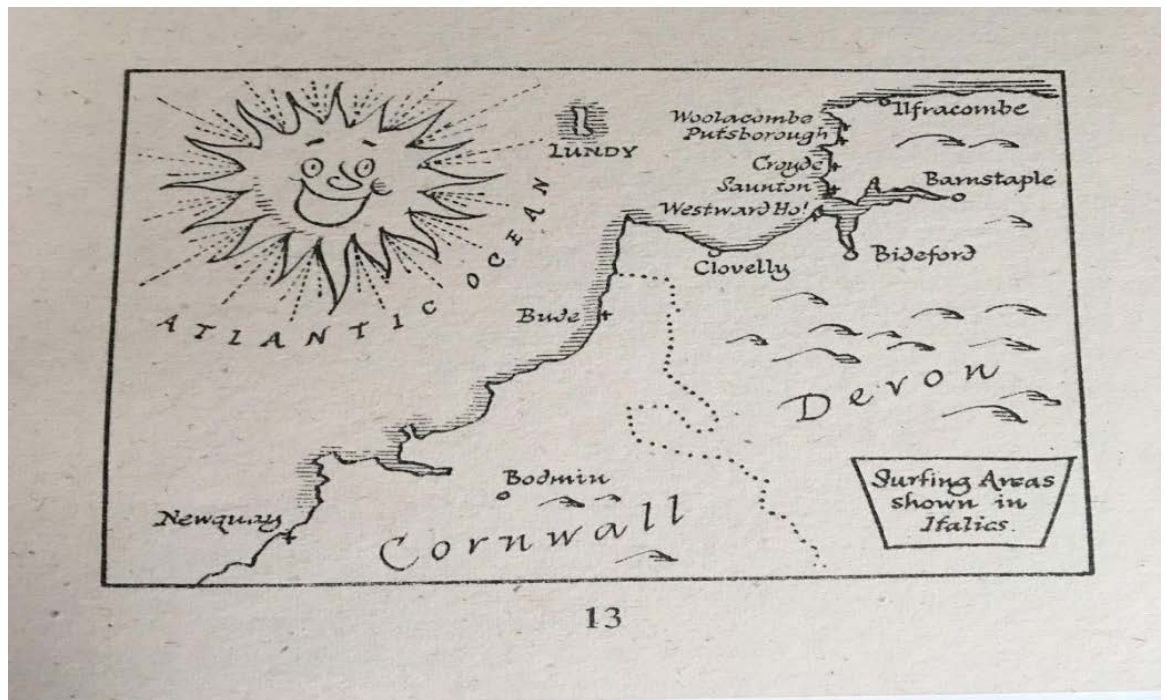 Ilfracombe
Woolacombe
Putsborough
LUNDY
Croyde
Saunton
Barnstaple
Westward Ho!
A
Bideford
Clovelly
ATLANTIC OCEAN
Bude
Devon
Bodmin
Newquay
Cornwall
Surfing Areas
shown in
Italics.
13